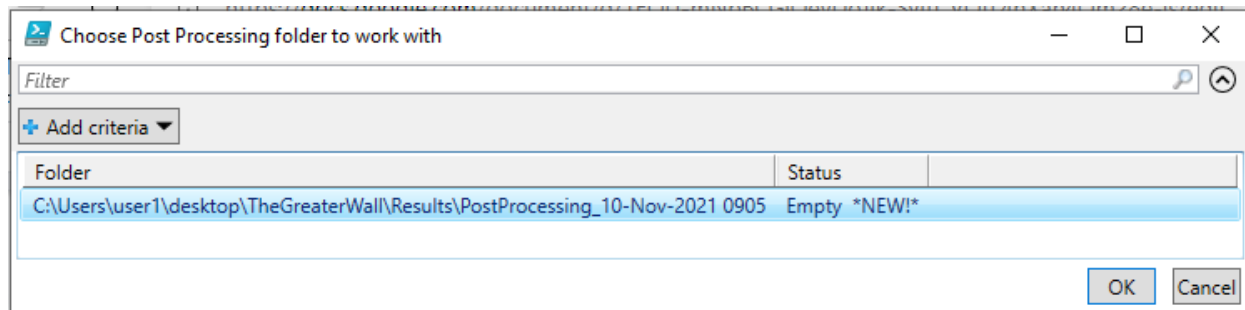 Choose Post Processing folder to work with
Filter
Add criteria
Folder Status
C:\Users\user1\desktop\TheGreaterWall\Results\PostProcessing_10-Nov-2021 0905 Empty *NEW!*
OK Cancel